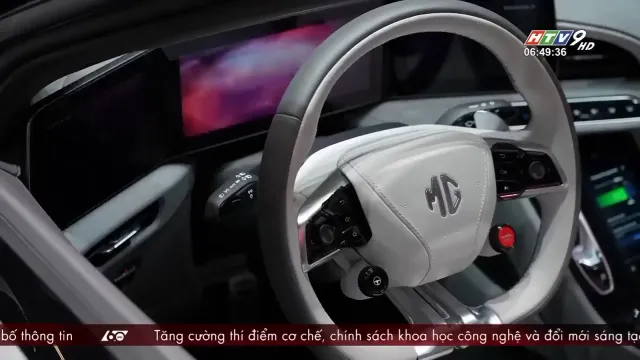 HTV9 HD
06:49:36
MG
bố thông tin
60
Tăng cường thí điểm cơ chế, chính sách khoa học công nghệ và đổi mới sáng tạ